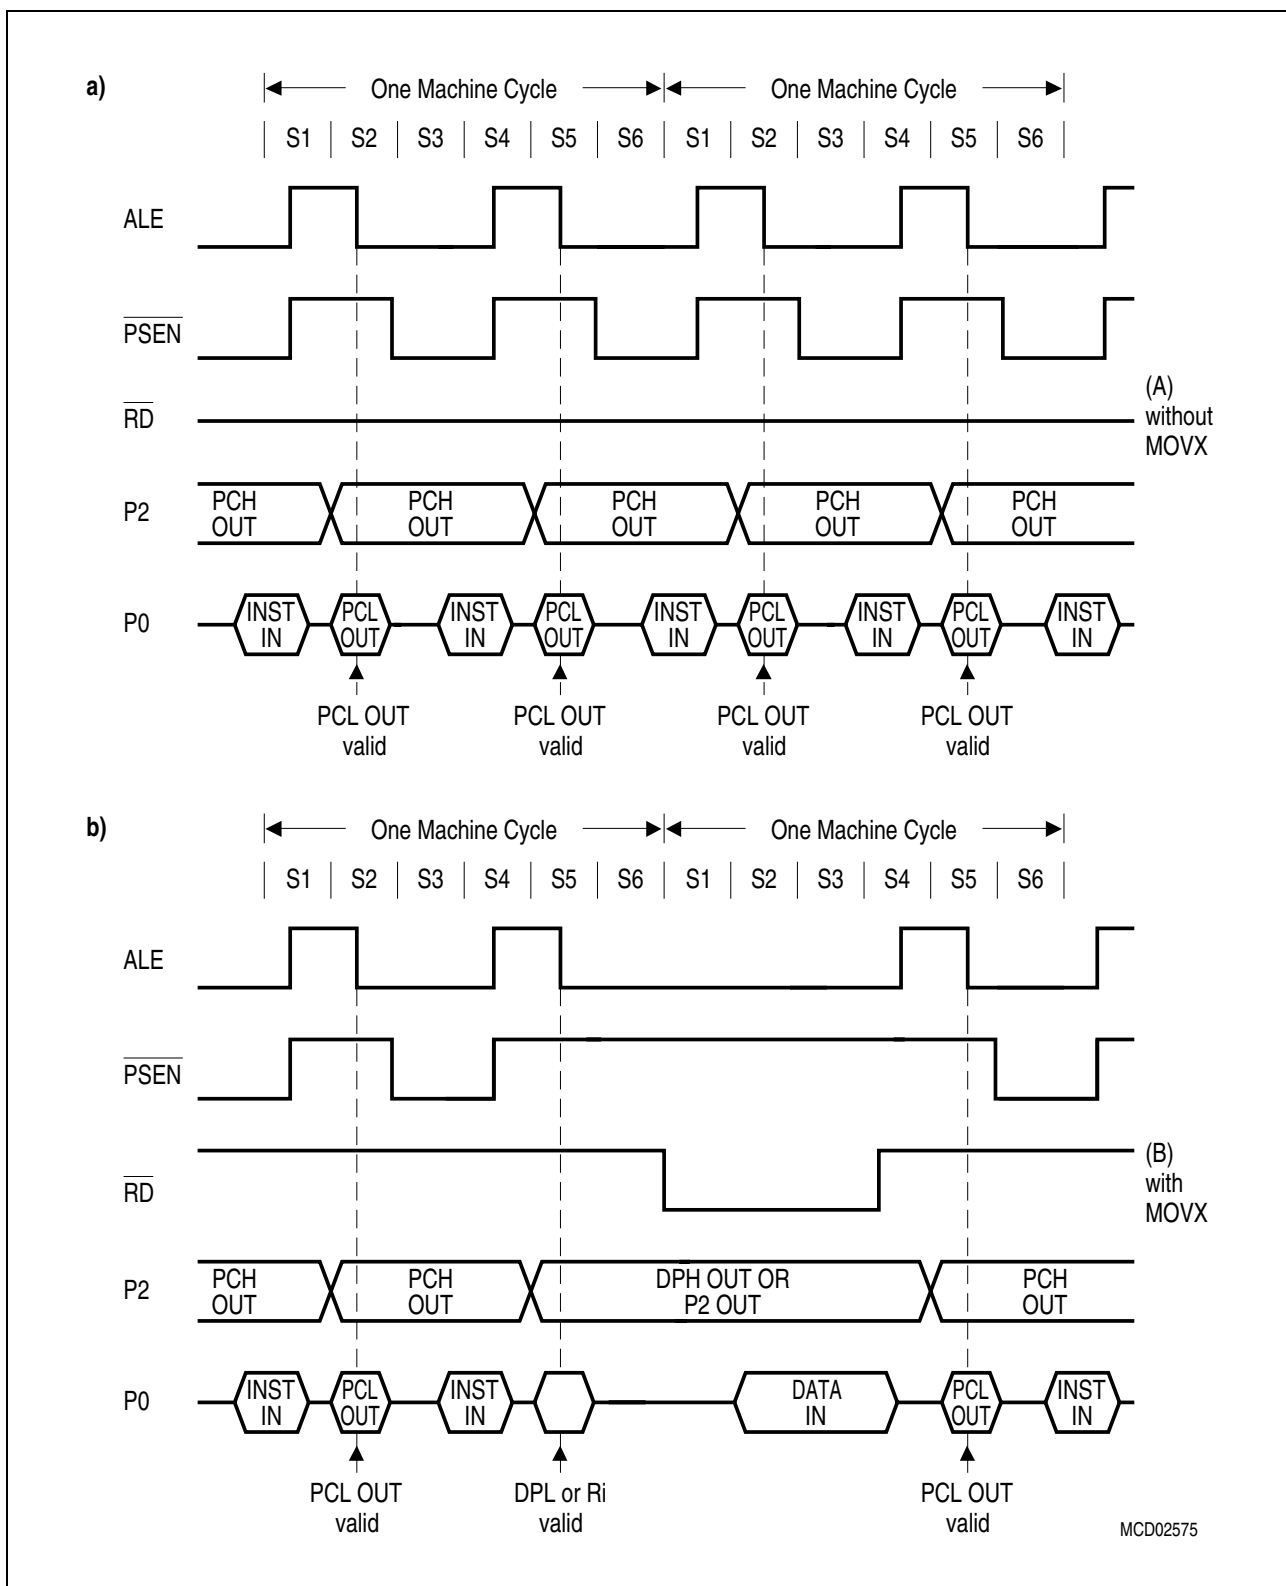 a)
One Machine Cycle One Machine Cycle
S1 S2 S3 S4 S5 S6 S1 S2 S3 S4 S5 S6
ALE
PSEN
RD
(A)
without
MOVX
P2
PCH PCH PCH PCH PCH
OUT OUT OUT OUT OUT
P0
INST PCL INST PCL INST PCL INST PCL INST
IN OUT IN OUT IN OUT IN OUT IN
PCL OUT PCL OUT PCL OUT PCL OUT
valid valid valid valid
b)
One Machine Cycle One Machine Cycle
S1 S2 S3 S4 S5 S6 S1 S2 S3 S4 S5 S6
ALE
PSEN
RD
(B)
with
MOVX
P2
PCH PCH DPH OUT OR PCH
OUT OUT P2 OUT OUT
P0
INST PCL INST DATA PCL INST
IN OUT IN IN OUT IN
PCL OUT DPL or Ri PCL OUT
valid valid valid
MCD02575